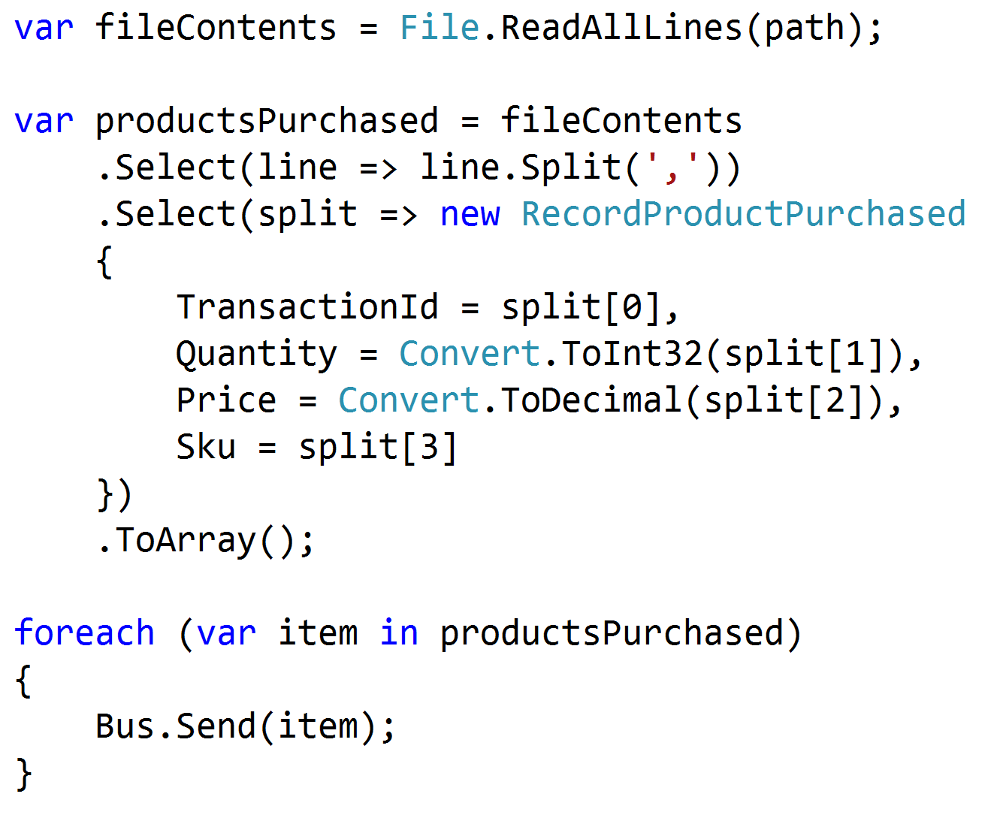 var fileContents = File.ReadAllLines(path);
var productsPurchased = fileContents
    .Select(line => line.Split(','))
    .Select(split => new RecordProductPurchased
    {
        TransactionId = split[0],
        Quantity = Convert.ToInt32(split[1]),
        Price = Convert.ToDecimal(split[2]),
        Sku = split[3]
    })
    .ToArray();
foreach (var item in productsPurchased)
{
    Bus.Send(item);
}